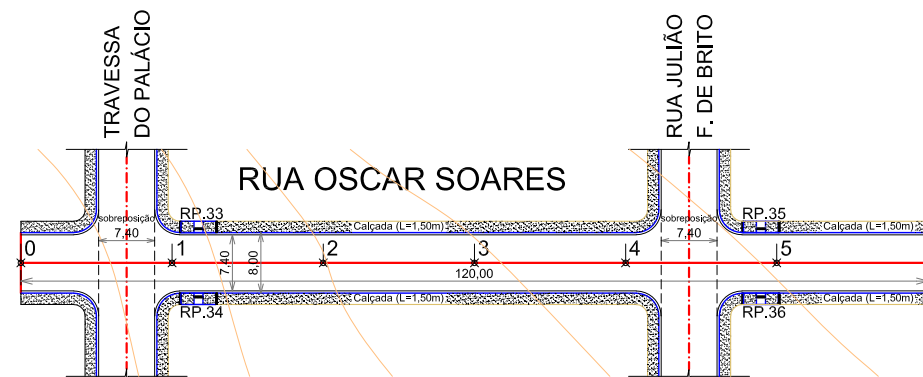 TRAVESSA
DO PALÁCIO
RUA JULIÃO
F. DE BRITO
RUA OSCAR SOARES
RP.33
RP.35
sobreposição
7,40
Calçada (L=1,50m)
sobreposição
7,40
Calçada (L=1,50m)
0
1
2
3
4
5
7,40
8,00
120,00
Calçada (L=1,50m)
Calçada (L=1,50m)
RP.34
RP.36